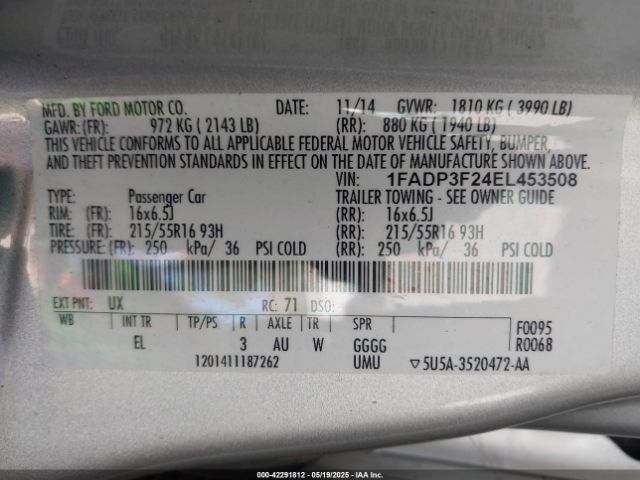 MFD. BY FORD MOTOR CO. DATE: 11/14 GVWR: 1810 KG ( 3990 LB)
GAWR: (FR): 972 KG ( 2143 LB) (RR): 880 KG ( 1940 LB)
THIS VEHICLE CONFORMS TO ALL APPLICABLE FEDERAL MOTOR VEHICLE SAFETY, BUMPER,
AND THEFT PREVENTION STANDARDS IN EFFECT ON THE DATE OF MANUFACTURE SHOWN ABOVE.
VIN: 1FADP3F24EL453508
TYPE: Passenger Car TRAILER TOWING - SEE OWNER GUIDE
RIM: (FR): 16x6.5J (RR): 16x6.5J
TIRE: (FR): 215/55R16 93H (RR): 215/55R16 93H
PRESSURE: (FR): 250 kPa/ 36 PSI COLD (RR): 250 kPa/ 36 PSI COLD
EXT PNT: UX RC: 71 DSO:
WB INT TR TP/PS R AXLE TR SPR F0095
EL 3 AU W GGGG R0068
1201411187262 UMU ▽5U5A-3520472-AA
000-42291812 | 05/19/2025 | IAAI.com